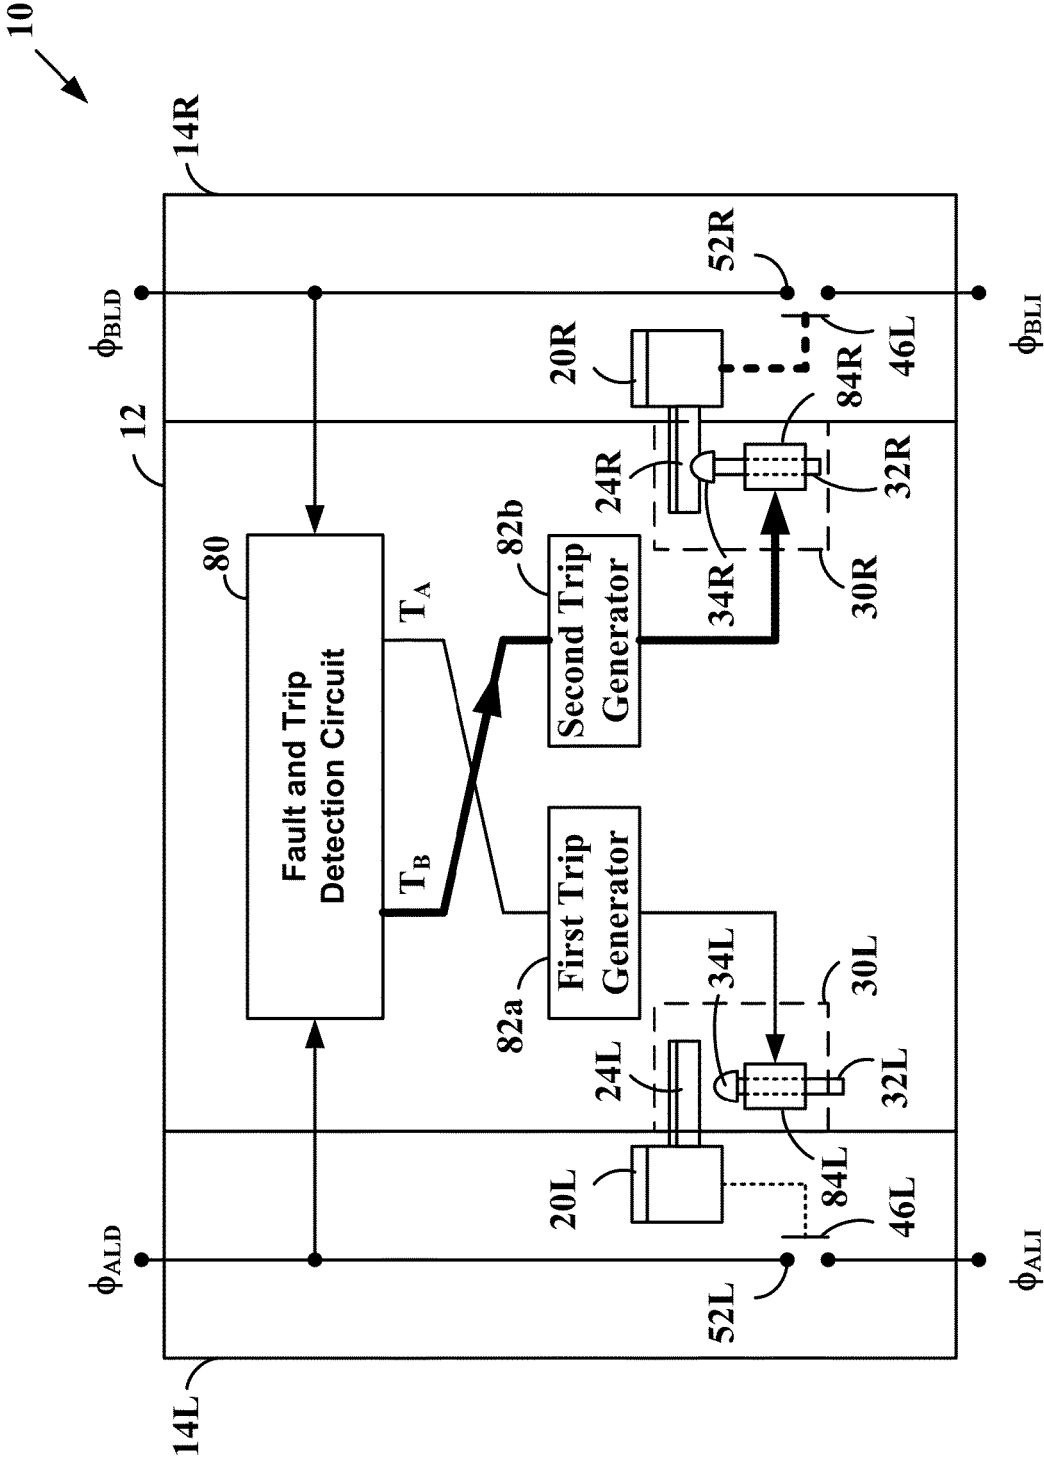 10
14R
ϕBLD
12
ϕALD
14L
80
Fault and Trip
Detection Circuit
TA
TB
82b
Second Trip
Generator
82a
First Trip
Generator
20R
24R
34R
84R
32R
30R
52R
46L
ϕBLI
20L
24L
34L
84L
32L
30L
52L
46L
ϕALI